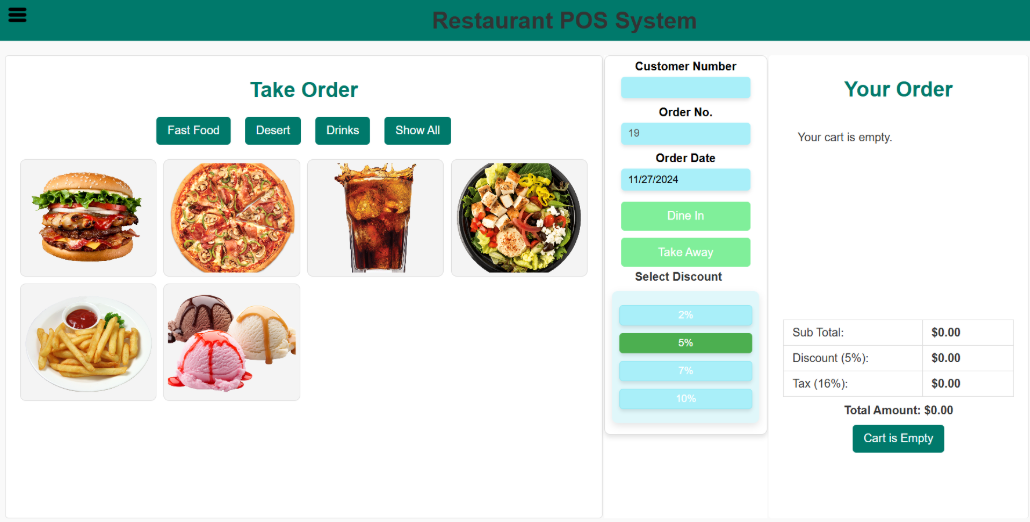 Restaurant POS System
Take Order
Fast Food
Desert
Drinks
Show All
Customer Number
Order No.
19
Order Date
11/27/2024
Dine In
Take Away
Select Discount
2%
5%
7%
10%
Your Order
Your cart is empty.
Sub Total: $0.00
Discount (5%): $0.00
Tax (16%): $0.00
Total Amount: $0.00
Cart is Empty